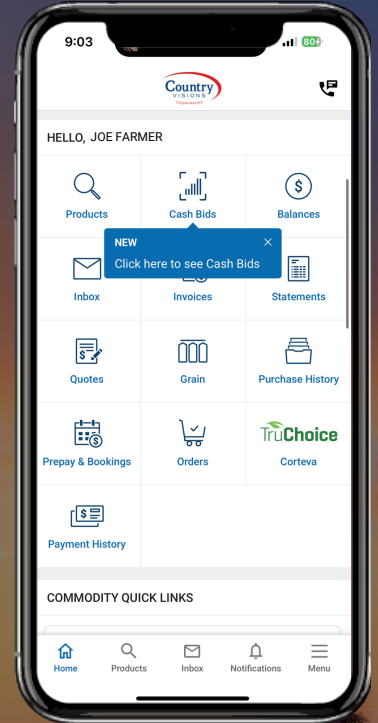 9:03
80
Country
VISIONS
COOPERATIVE
HELLO, JOE FARMER
Products
Cash Bids
Balances
NEW
Click here to see Cash Bids
Inbox
Invoices
Statements
Quotes
Grain
Purchase History
Prepay & Bookings
Orders
TruChoice
Corteva
Payment History
COMMODITY QUICK LINKS
Home
Products
Inbox
Notifications
Menu